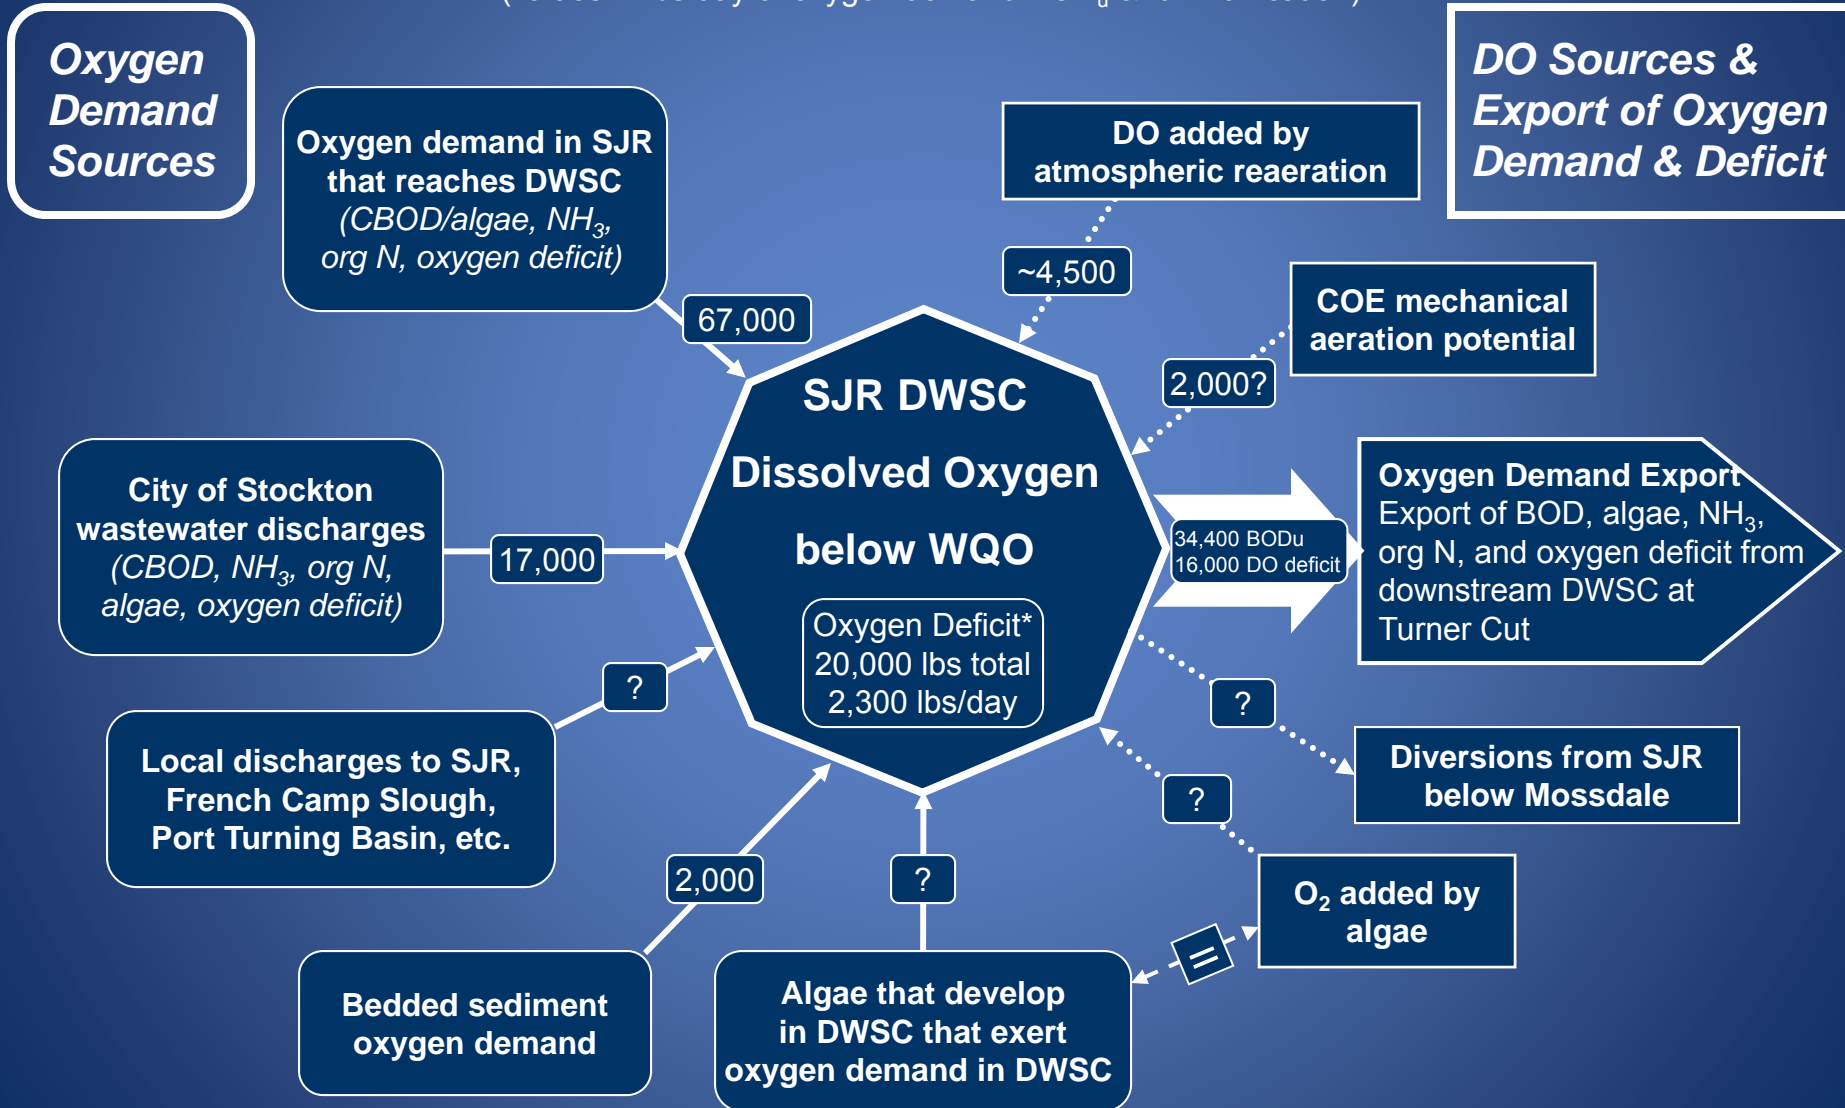 Oxygen
Demand
Sources
DO Sources &
Export of Oxygen
Demand & Deficit
Oxygen demand in SJR
that reaches DWSC
(CBOD/algae, NH₃,
org N, oxygen deficit)
67,000
DO added by
atmospheric reaeration
~4,500
COE mechanical
aeration potential
2,000?
SJR DWSC
Dissolved Oxygen
below WQO
Oxygen Deficit*
20,000 lbs total
2,300 lbs/day
City of Stockton
wastewater discharges
(CBOD, NH₃, org N,
algae, oxygen deficit)
17,000
34,400 BODu
16,000 DO deficit
Oxygen Demand Export
Export of BOD, algae, NH₃,
org N, and oxygen deficit from
downstream DWSC at
Turner Cut
?
Local discharges to SJR,
French Camp Slough,
Port Turning Basin, etc.
?
Diversions from SJR
below Mossdale
2,000
Bedded sediment
oxygen demand
?
Algae that develop
in DWSC that exert
oxygen demand in DWSC
?
O₂ added by
algae
=